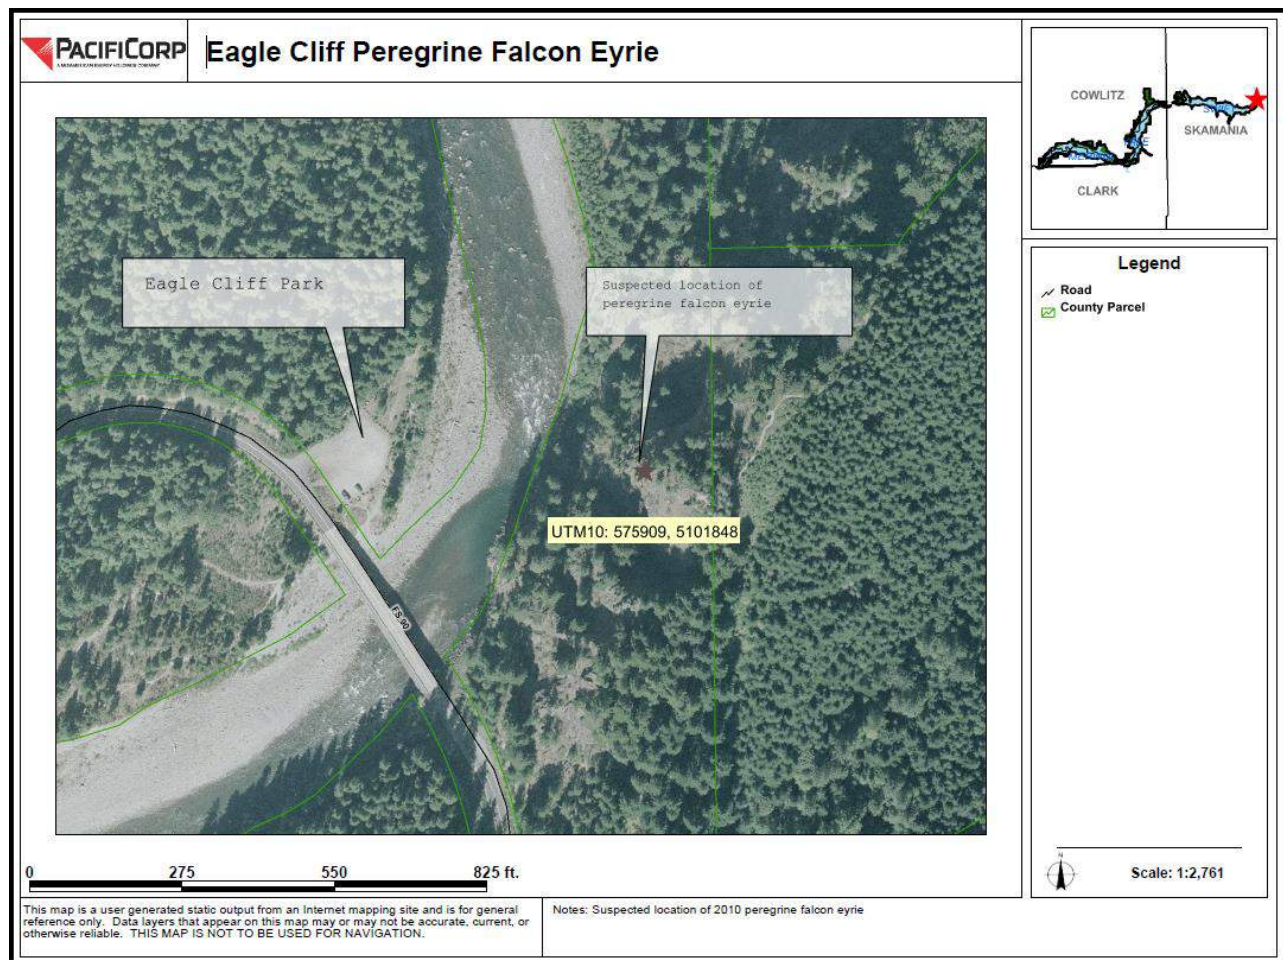 PACIFICORP
A MIDAMERICAN ENERGY HOLDINGS COMPANY
Eagle Cliff Peregrine Falcon Eyrie
COWLITZ
SKAMANIA
CLARK
Eagle Cliff Park
Suspected location of
peregrine falcon eyrie
UTM10: 575909, 5101848
FS 90
Legend
Road
County Parcel
N
Scale: 1:2,761
0 275 550 825 ft.
This map is a user generated static output from an Internet mapping site and is for general
reference only. Data layers that appear on this map may or may not be accurate, current, or
otherwise reliable. THIS MAP IS NOT TO BE USED FOR NAVIGATION.
Notes: Suspected location of 2010 peregrine falcon eyrie